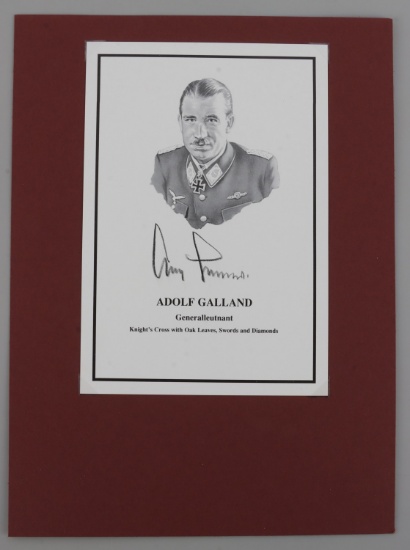 ADOLF GALLAND
Generalleutnant
Knight's Cross with Oak Leaves, Swords and Diamonds